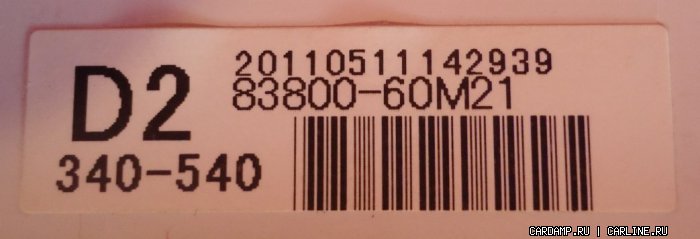 20110511142939
D2 83800-60M21
340-540
CARDAMP.RU | CARLINE.RU